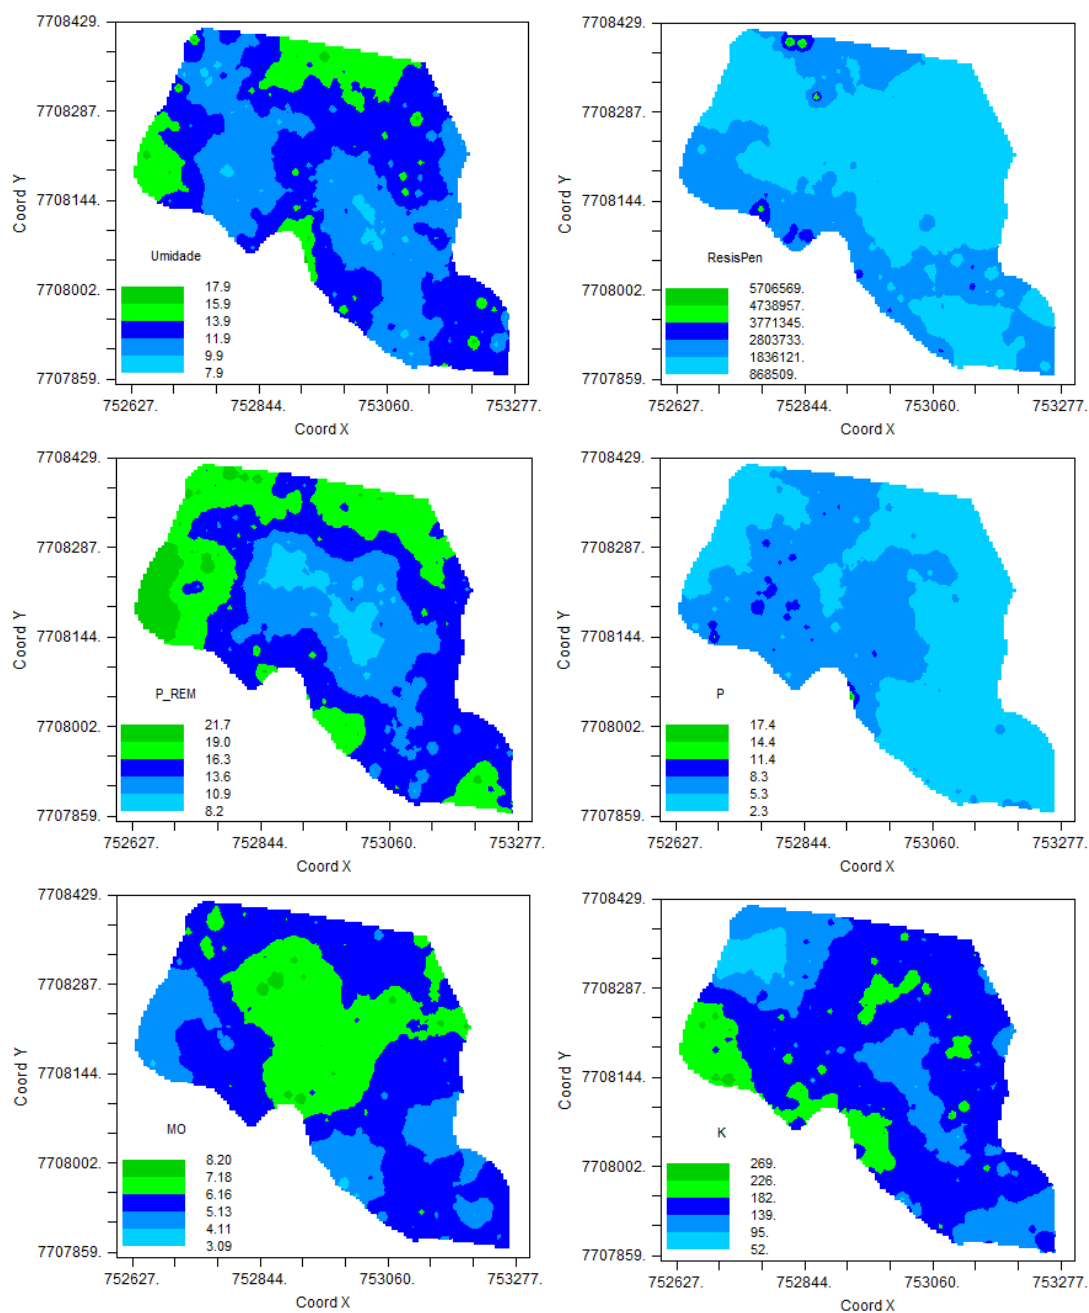 7708429.
7708287.
7708144.
7708002.
7707859.
Coord Y
Umidade
17.9
15.9
13.9
11.9
9.9
7.9
752627. 752844. 753060. 753277.
Coord X
7708429.
7708287.
7708144.
7708002.
7707859.
Coord Y
ResisPen
5706569.
4738957.
3771345.
2803733.
1836121.
868509.
752627. 752844. 753060. 753277.
Coord X
7708429.
7708287.
7708144.
7708002.
7707859.
Coord Y
P_REM
21.7
19.0
16.3
13.6
10.9
8.2
752627. 752844. 753060. 753277.
Coord X
7708429.
7708287.
7708144.
7708002.
7707859.
Coord Y
P
17.4
14.4
11.4
8.3
5.3
2.3
752627. 752844. 753060. 753277.
Coord X
7708429.
7708287.
7708144.
7708002.
7707859.
Coord Y
MO
8.20
7.18
6.16
5.13
4.11
3.09
752627. 752844. 753060. 753277.
Coord X
7708429.
7708287.
7708144.
7708002.
7707859.
Coord Y
K
269.
226.
182.
139.
95.
52.
752627. 752844. 753060. 753277.
Coord X